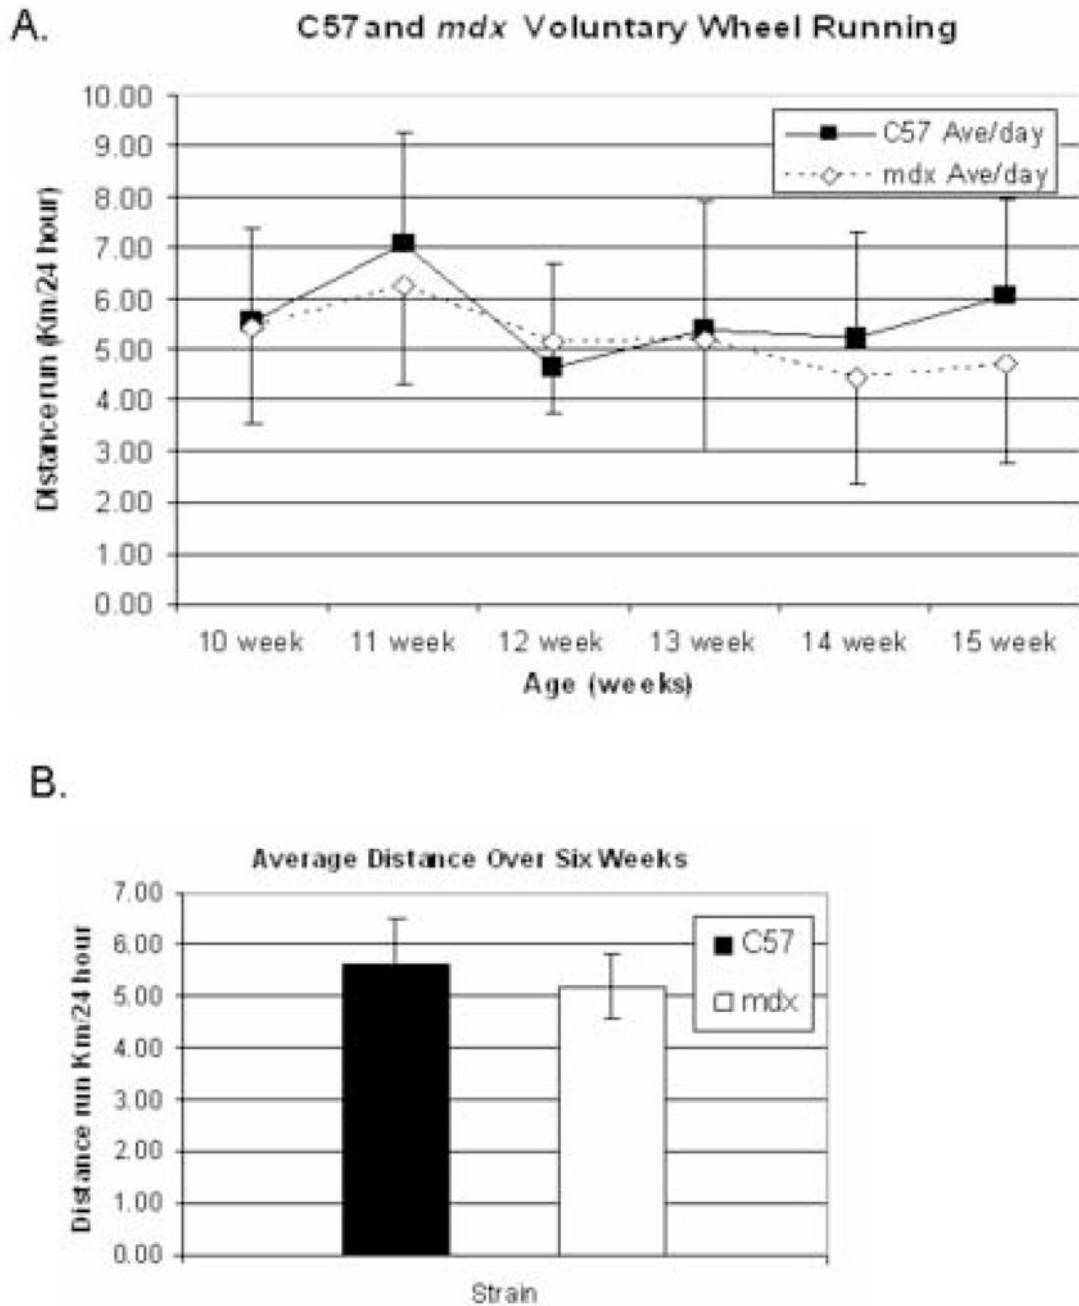 A.
C57 and mdx Voluntary Wheel Running
10.00
9.00
8.00
7.00
6.00
5.00
4.00
3.00
2.00
1.00
0.00
Distance run (Km/24 hour)
C57 Ave/day
mdx Ave/day
10 week 11 week 12 week 13 week 14 week 15 week
Age (weeks)
B.
Average Distance Over Six Weeks
7.00
6.00
5.00
4.00
3.00
2.00
1.00
0.00
Distance run Km/24 hour
C57
mdx
Strain